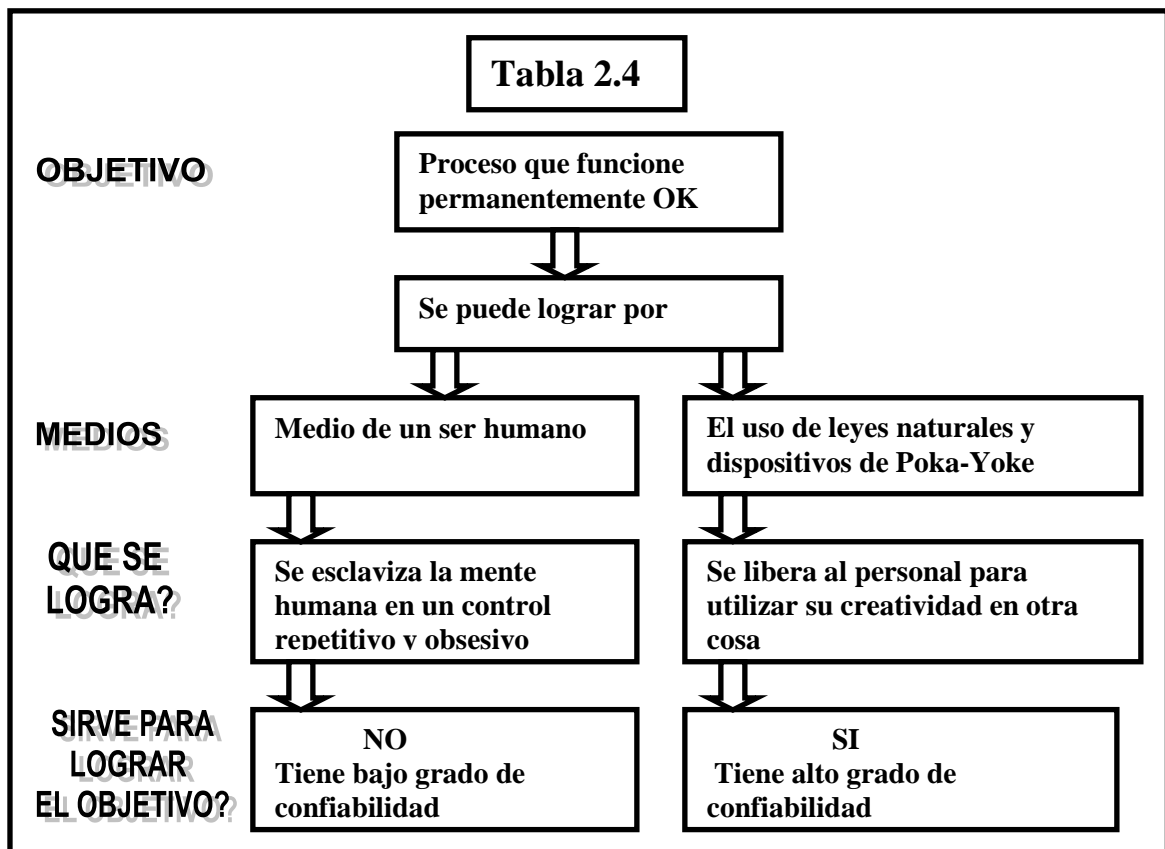 Tabla 2.4
OBJETIVO
Proceso que funcione
permanentemente OK
Se puede lograr por
MEDIOS
Medio de un ser humano
El uso de leyes naturales y
dispositivos de Poka-Yoke
QUE SE
LOGRA?
Se esclaviza la mente
humana en un control
repetitivo y obsesivo
Se libera al personal para
utilizar su creatividad en otra
cosa
SIRVE PARA
LOGRAR
EL OBJETIVO?
NO
Tiene bajo grado de
confiabilidad
SI
Tiene alto grado de
confiabilidad